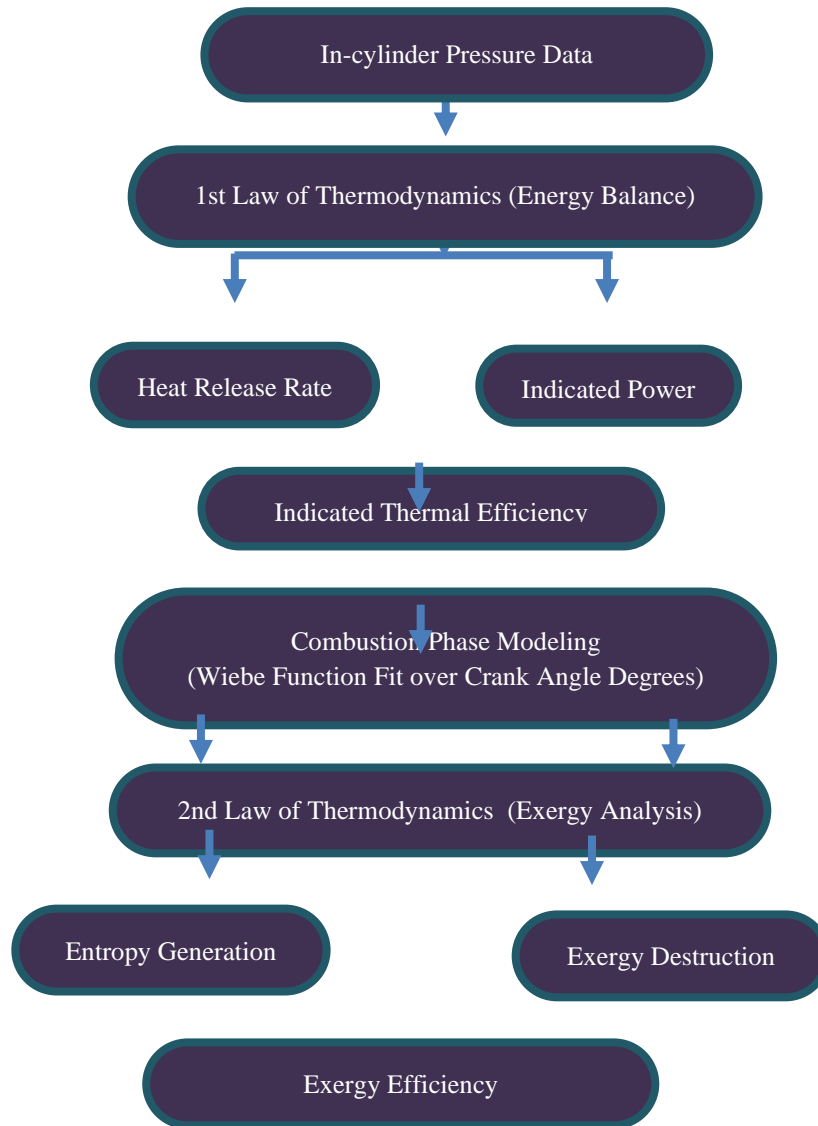 In-cylinder Pressure Data
1st Law of Thermodynamics (Energy Balance)
Heat Release Rate
Indicated Power
Indicated Thermal Efficiency
Combustion Phase Modeling
(Wiebe Function Fit over Crank Angle Degrees)
2nd Law of Thermodynamics (Exergy Analysis)
Entropy Generation
Exergy Destruction
Exergy Efficiency